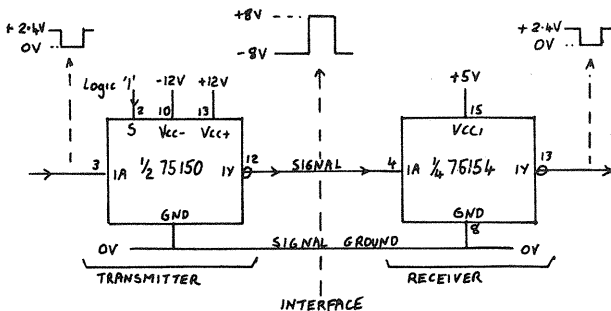 +2.4V
0V
+8V
-8V
+2.4V
0V
Logic '1'
-12V
+12V
+5V
2
10
13
15
S
Vcc-
Vcc+
VCC1
3
1A
1/2 75150
1Y
12
SIGNAL
4
1A
1/4 75154
1Y
13
GND
GND
8
0V
SIGNAL GROUND
0V
TRANSMITTER
RECEIVER
INTERFACE